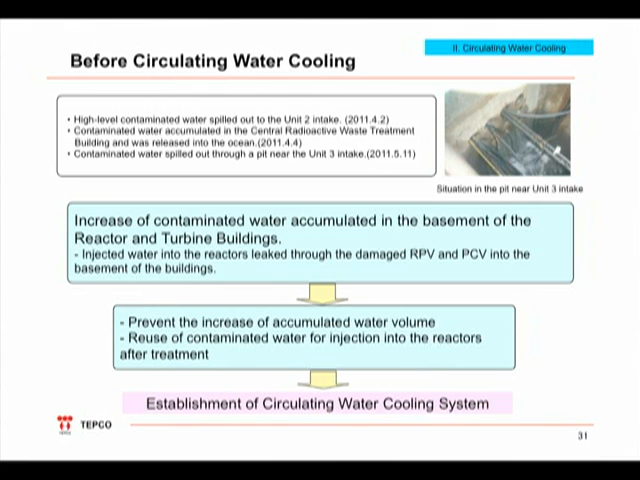 II. Circulating Water Cooling
Before Circulating Water Cooling
• High-level contaminated water spilled out to the Unit 2 intake. (2011.4.2)
• Contaminated water accumulated in the Central Radioactive Waste Treatment
Building and was released into the ocean.(2011.4.4)
• Contaminated water spilled out through a pit near the Unit 3 intake.(2011.5.11)
Situation in the pit near Unit 3 intake
Increase of contaminated water accumulated in the basement of the
Reactor and Turbine Buildings.
- Injected water into the reactors leaked through the damaged RPV and PCV into the
basement of the buildings.
- Prevent the increase of accumulated water volume
- Reuse of contaminated water for injection into the reactors
after treatment
Establishment of Circulating Water Cooling System
TEPCO
TEPCO
31